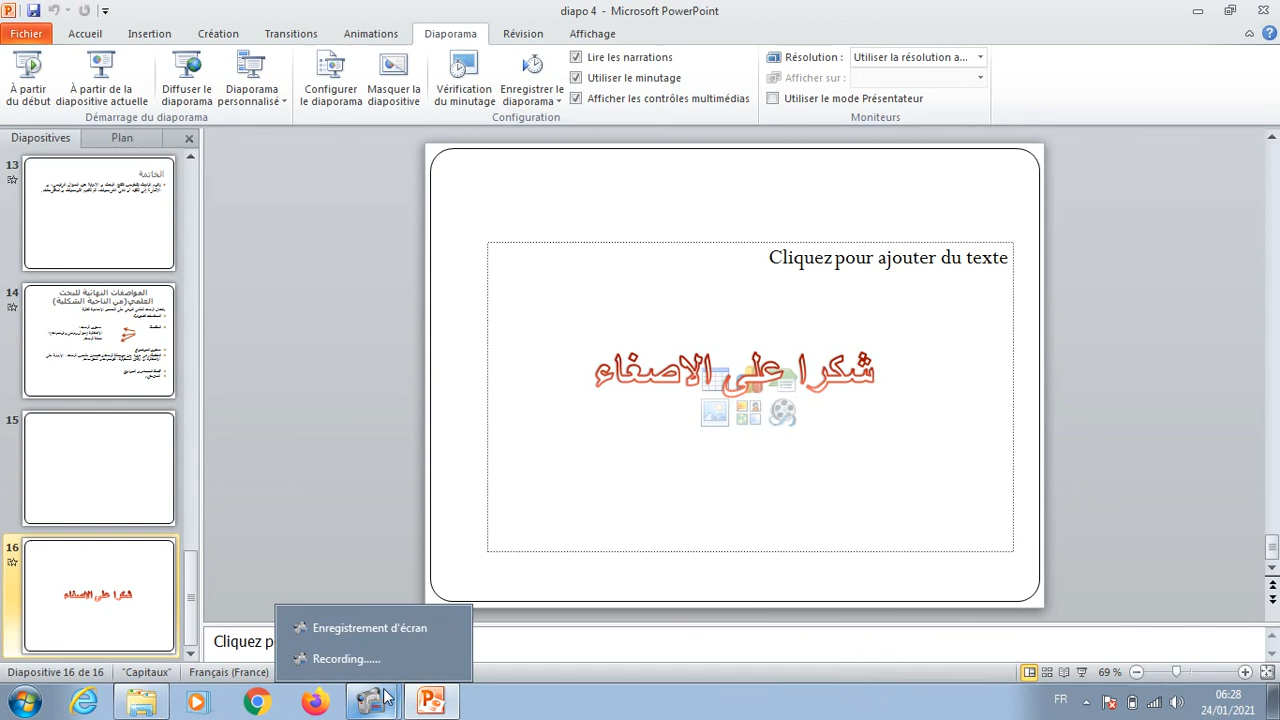 diapo 4 - Microsoft PowerPoint
Fichier Accueil Insertion Création Transitions Animations Diaporama Révision Affichage
À partir du début
À partir de la diapositive actuelle
Diffuser le diaporama
Diaporama personnalisé
Démarrage du diaporama
Configurer le diaporama
Masquer la diapositive
Vérification du minutage
Enregistrer le diaporama
Lire les narrations
Utiliser le minutage
Afficher les contrôles multimédias
Configuration
Résolution : Utiliser la résolution a...
Afficher sur :
Utiliser le mode Présentateur
Moniteurs
Diapositives Plan
13
الخاتمة
14
المواصفات النهائية للبحث
العلمي(من الناحية الشكلية)
15
16
شكرا على الاصغاء
Cliquez pour ajouter du texte
شكرا على الاصغاء
Cliquez p
Enregistrement d'écran
Recording......
Diapositive 16 de 16 "Capitaux" Français (France) 69 %
FR
06:28
24/01/2021